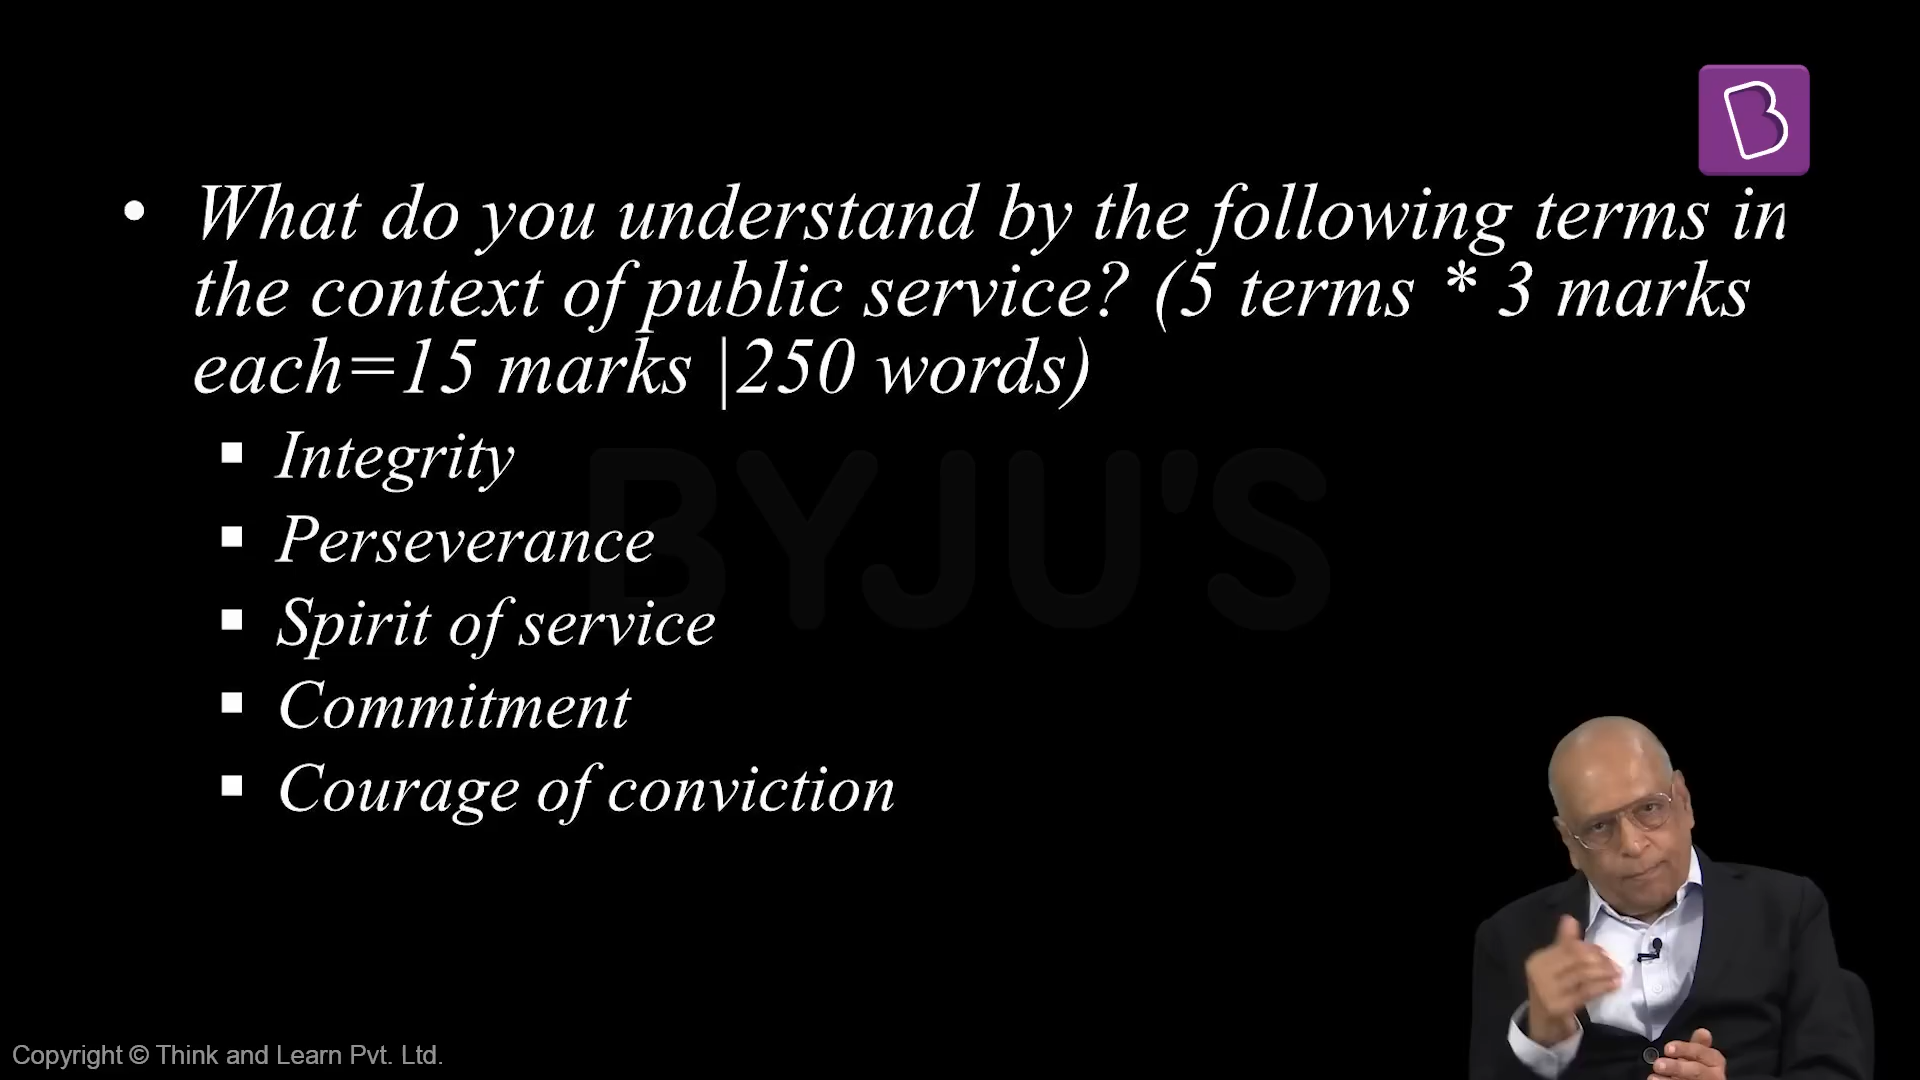 • What do you understand by the following terms in
the context of public service? (5 terms * 3 marks
each=15 marks |250 words)
▪ Integrity
▪ Perseverance
▪ Spirit of service
▪ Commitment
▪ Courage of conviction
BYJU'S
Copyright © Think and Learn Pvt. Ltd.